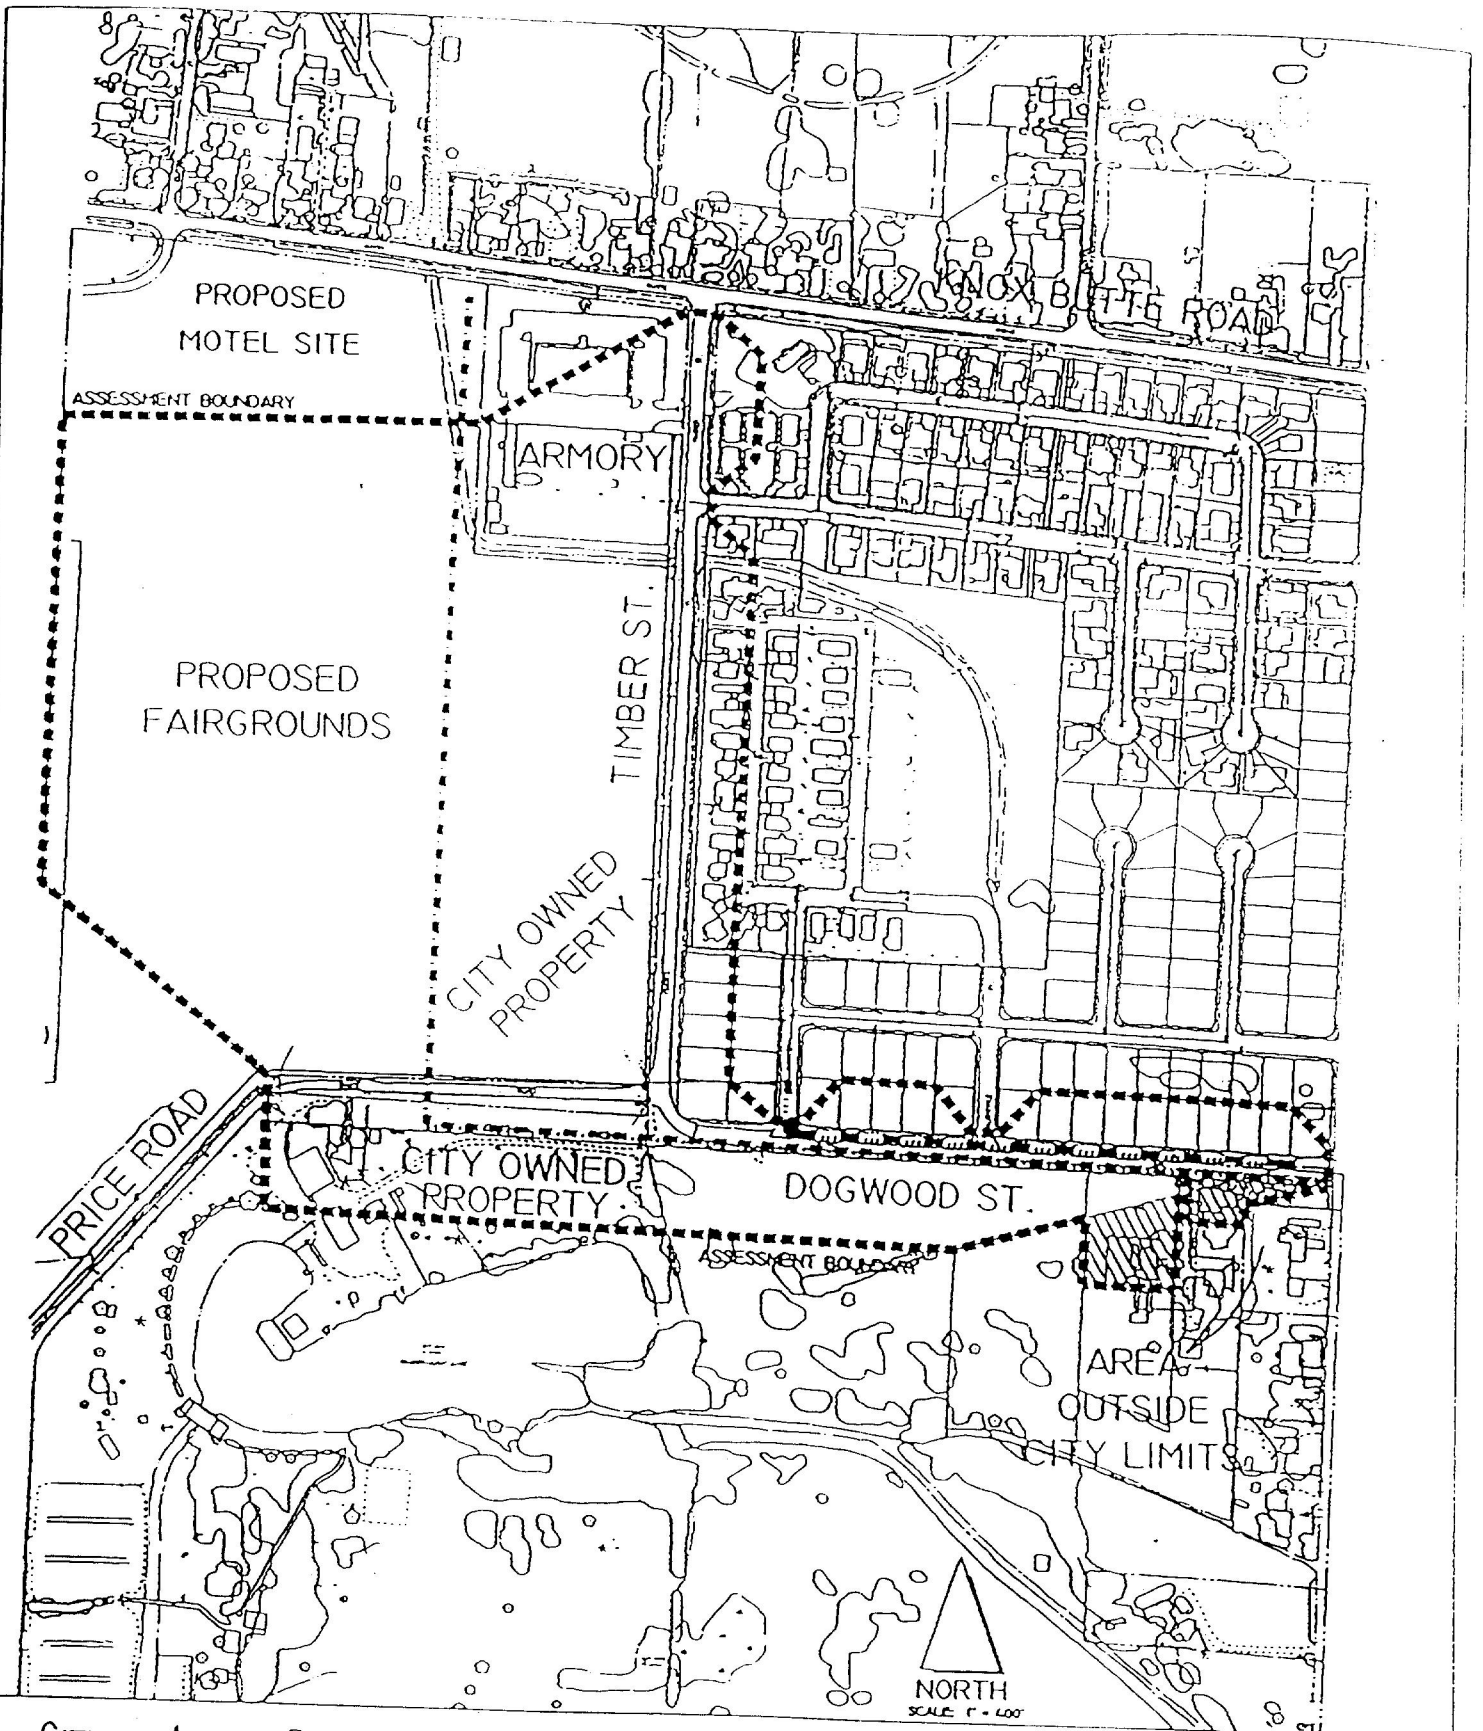 KNOX BUTTE ROAD
PROPOSED
MOTEL SITE
ASSESSMENT BOUNDARY
ARMORY
PROPOSED
FAIRGROUNDS
TIMBER ST.
CITY OWNED
PROPERTY
PRICE ROAD
CITY OWNED
RROPERTY
DOGWOOD ST.
ASSESSMENT BOUNDARY
AREA
OUTSIDE
CITY LIMITS
NORTH